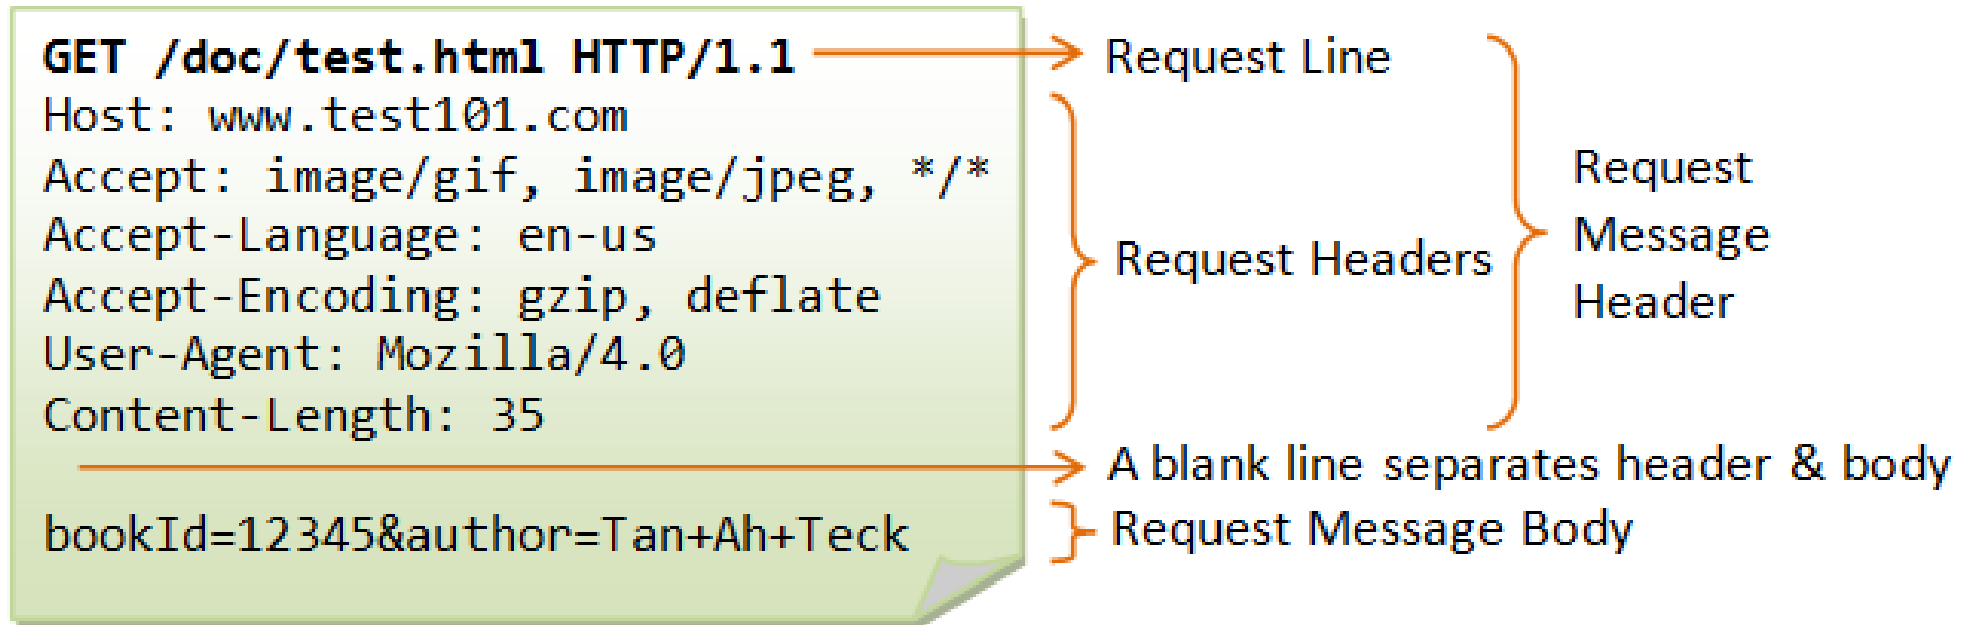 GET /doc/test.html HTTP/1.1
Request Line
Host: www.test101.com
Accept: image/gif, image/jpeg, */*
Accept-Language: en-us
Accept-Encoding: gzip, deflate
User-Agent: Mozilla/4.0
Content-Length: 35
Request Headers
Request
Message
Header
A blank line separates header & body
bookId=12345&author=Tan+Ah+Teck
Request Message Body